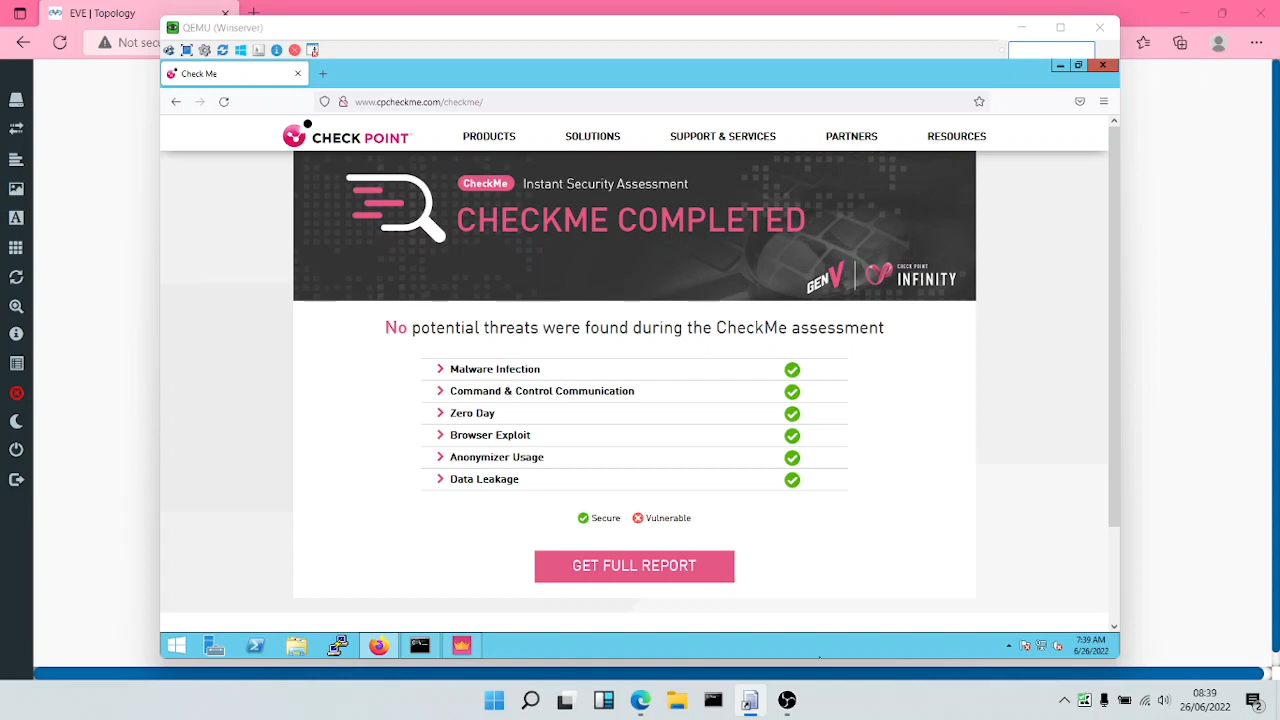 EVE | Topology
Not sec
QEMU (Winserver)
Check Me
www.cpcheckme.com/checkme/
CHECK POINT
PRODUCTS
SOLUTIONS
SUPPORT & SERVICES
PARTNERS
RESOURCES
CheckMe Instant Security Assessment
CHECKME COMPLETED
GEN V
CHECK POINT
INFINITY
No potential threats were found during the CheckMe assessment
Malware Infection
Command & Control Communication
Zero Day
Browser Exploit
Anonymizer Usage
Data Leakage
Secure
Vulnerable
GET FULL REPORT
7:39 AM
6/26/2022
08:39
26/06/2022
2